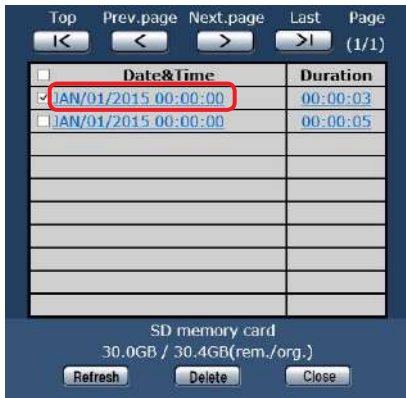 Top Prev.page Next.page Last Page
|< < > >| (1/1)
Date&Time Duration
JAN/01/2015 00:00:00 00:00:03
JAN/01/2015 00:00:00 00:00:05
SD memory card
30.0GB / 30.4GB(rem./org.)
Refresh Delete Close